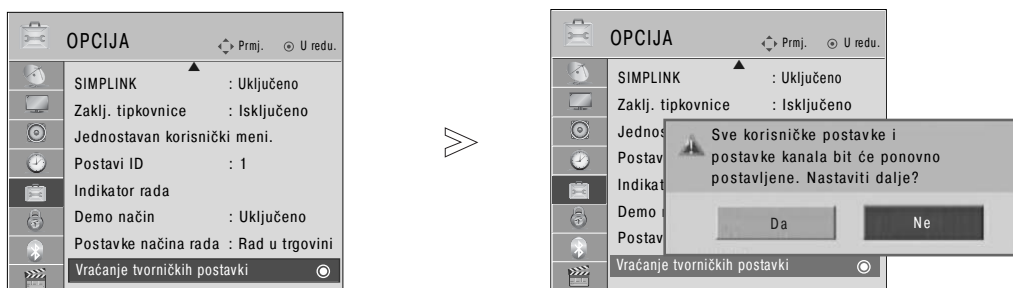 OPCIJA
Prmj. U redu.
SIMPLINK : Uključeno
Zaklj. tipkovnice : Isključeno
Jednostavan korisnički meni.
Postavi ID : 1
Indikator rada
Demo način : Uključeno
Postavke načina rada : Rad u trgovini
Vraćanje tvorničkih postavki
OPCIJA
Prmj. U redu.
SIMPLINK : Uključeno
Zaklj. tipkovnice : Isključeno
Jednos
Postav
Indikat
Demo
Postav
Vraćanje tvorničkih postavki
Sve korisničke postavke i
postavke kanala bit će ponovno
postavljene. Nastaviti dalje?
Da Ne